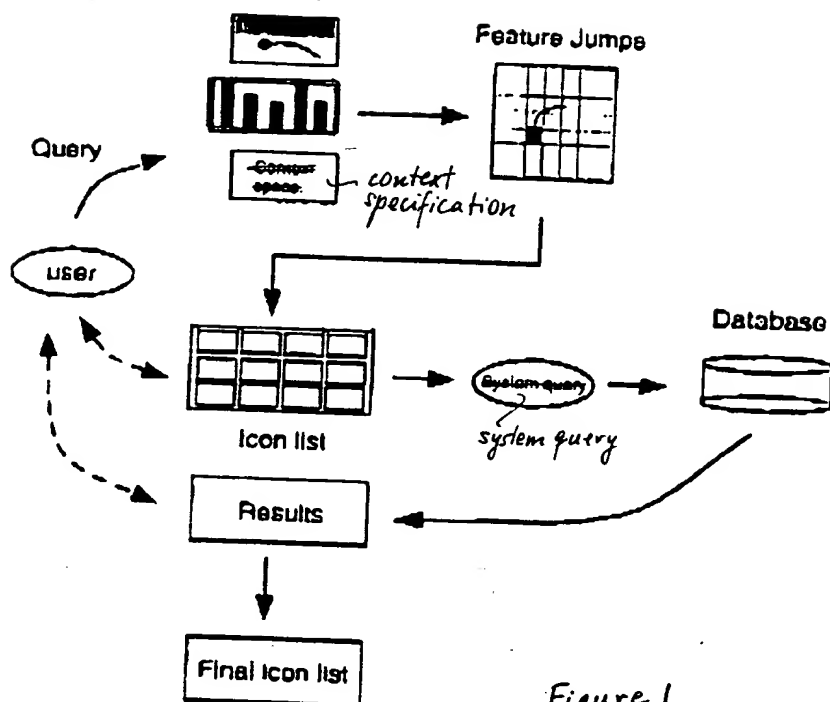 Feature Jumps
Query
context
specification
user
Database
Icon list
system query
Results
Final icon list
Figure 1